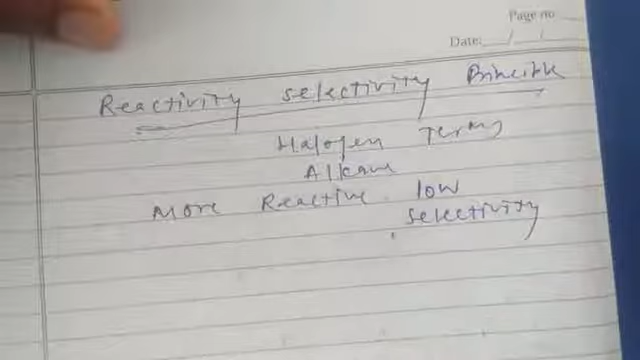 Page no
Date: / /
Reactivity selectivity Principle
Halogen Terms
Alkane
More Reactive low
selectivity